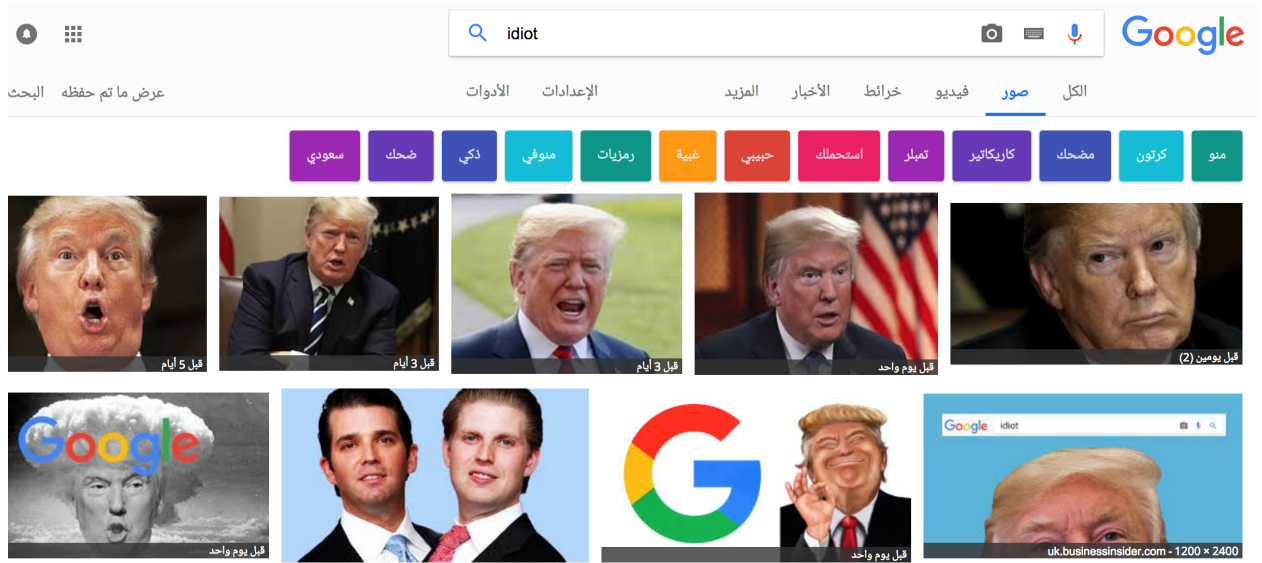 idiot
Google
الكل صور فيديو خرائط الأخبار المزيد الإعدادات الأدوات عرض ما تم حفظه البحث
منو كرتون مضحك كاريكاتير تمبلر استحملك حبيبي غبية رمزيات منوفي ذكي ضحك سعودي
قبل يومين (2)
قبل يوم واحد
قبل 3 أيام
قبل 3 أيام
قبل 5 أيام
Google idiot
uk.businessinsider.com - 1200 × 2400
قبل يوم واحد
Google
قبل يوم واحد